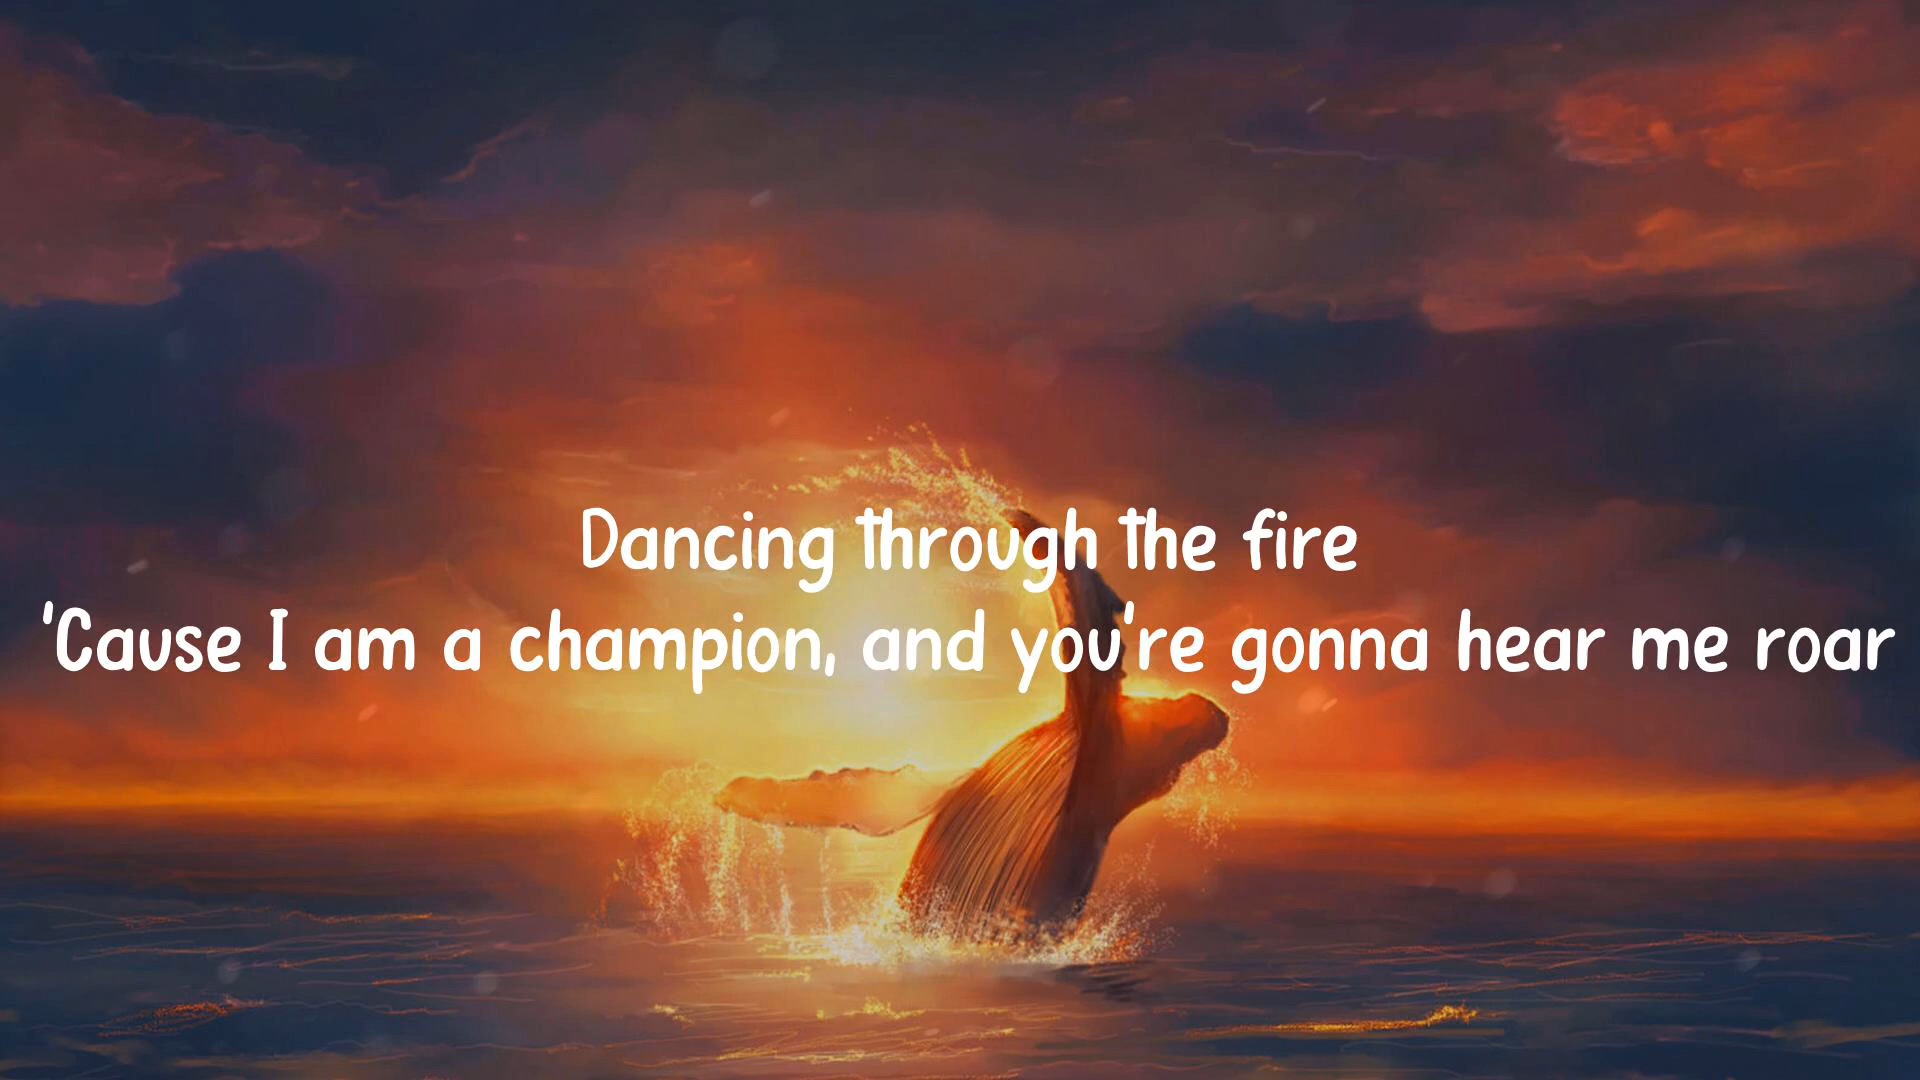 Dancing through the fire
'Cause I am a champion, and you're gonna hear me roar